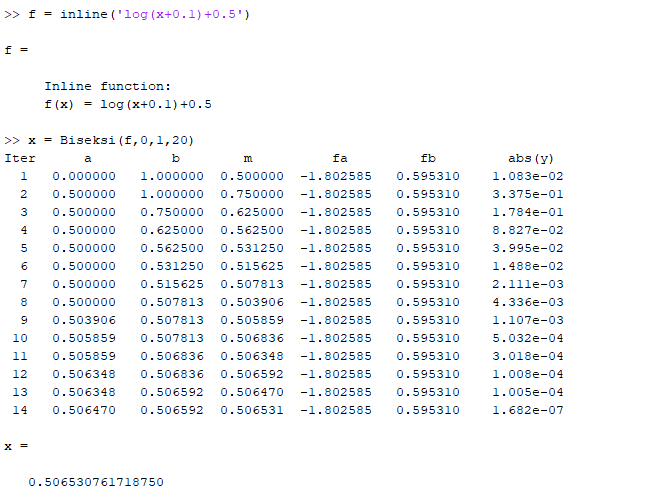 >> f = inline('log(x+0.1)+0.5')
f =
Inline function:
f(x) = log(x+0.1)+0.5
>> x = Biseksi(f,0,1,20)
Iter a b m fa fb abs(y)
1 0.000000 1.000000 0.500000 -1.802585 0.595310 1.083e-02
2 0.500000 1.000000 0.750000 -1.802585 0.595310 3.375e-01
3 0.500000 0.750000 0.625000 -1.802585 0.595310 1.784e-01
4 0.500000 0.625000 0.562500 -1.802585 0.595310 8.827e-02
5 0.500000 0.562500 0.531250 -1.802585 0.595310 3.995e-02
6 0.500000 0.531250 0.515625 -1.802585 0.595310 1.488e-02
7 0.500000 0.515625 0.507813 -1.802585 0.595310 2.111e-03
8 0.500000 0.507813 0.503906 -1.802585 0.595310 4.336e-03
9 0.503906 0.507813 0.505859 -1.802585 0.595310 1.107e-03
10 0.505859 0.507813 0.506836 -1.802585 0.595310 5.032e-04
11 0.505859 0.506836 0.506348 -1.802585 0.595310 3.018e-04
12 0.506348 0.506836 0.506592 -1.802585 0.595310 1.008e-04
13 0.506348 0.506592 0.506470 -1.802585 0.595310 1.005e-04
14 0.506470 0.506592 0.506531 -1.802585 0.595310 1.682e-07
x =
0.506530761718750